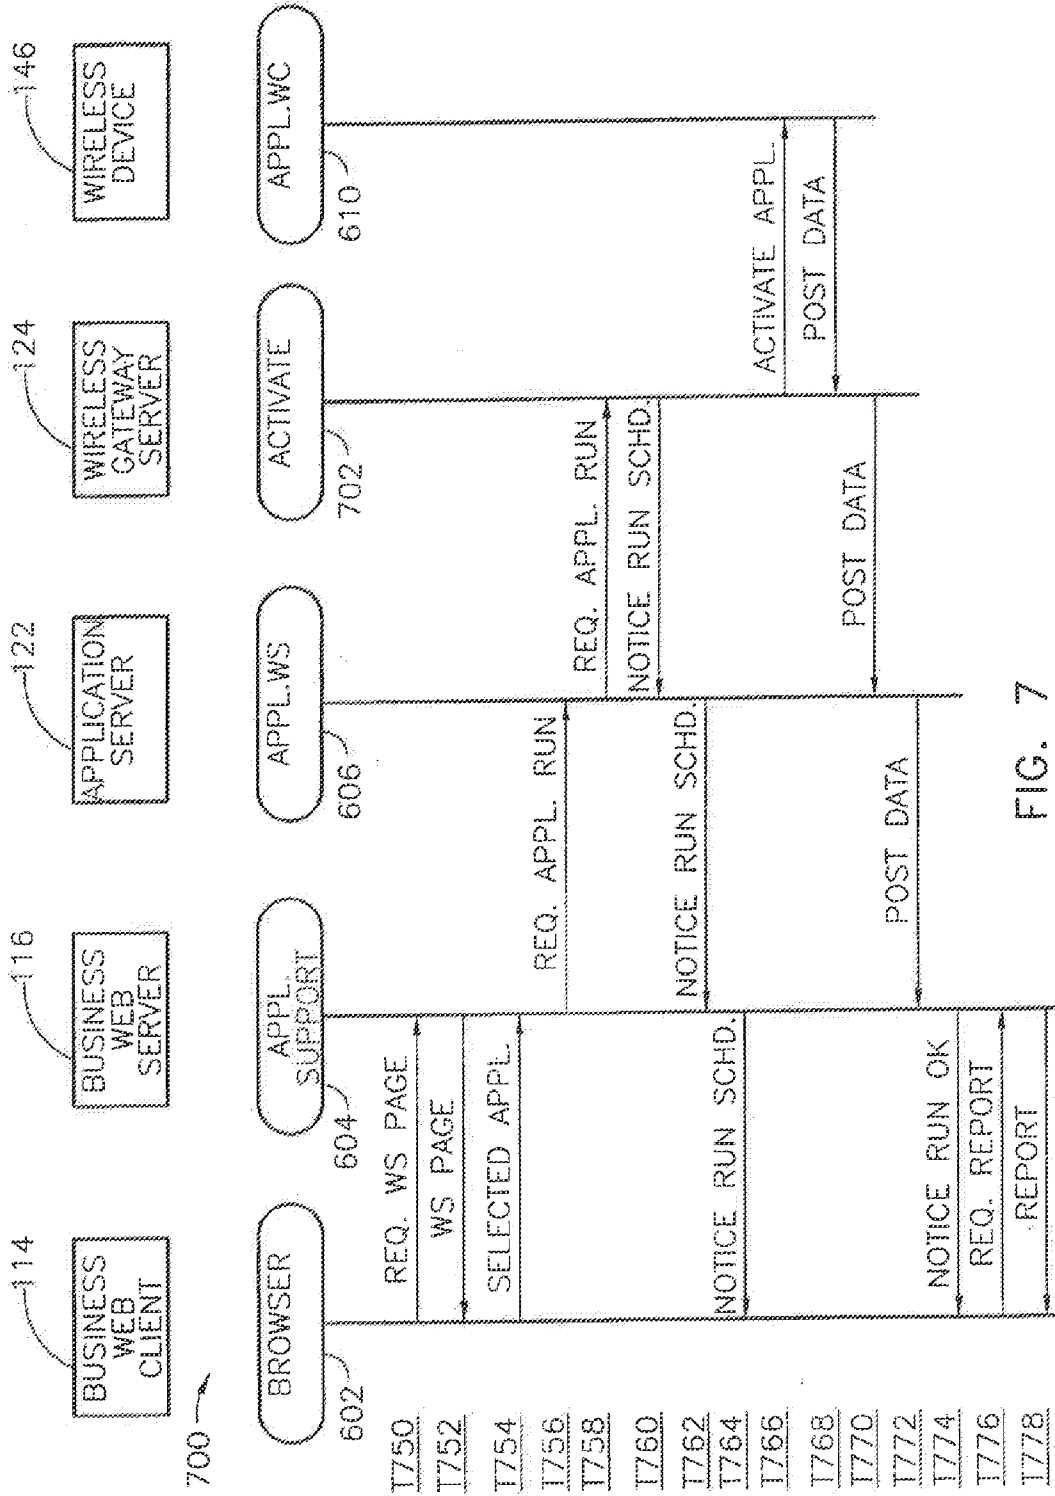 114
BUSINESS
WEB
CLIENT
116
BUSINESS
WEB
SERVER
122
APPLICATION
SERVER
124
WIRELESS
GATEWAY
SERVER
146
WIRELESS
DEVICE
700
BROWSER
602
APPL.
SUPPORT
604
APPL.WS
606
ACTIVATE
702
APPL.WC
610
T750
REQ. WS PAGE
T752
WS PAGE
T754
SELECTED APPL.
T756
REQ. APPL. RUN
T758
REQ. APPL. RUN
T760
NOTICE RUN SCHD.
T762
NOTICE RUN SCHD.
T764
NOTICE RUN SCHD.
T766
ACTIVATE APPL.
T768
POST DATA
T770
POST DATA
T772
POST DATA
T774
NOTICE RUN OK
T776
REQ. REPORT
T778
REPORT
FIG. 7